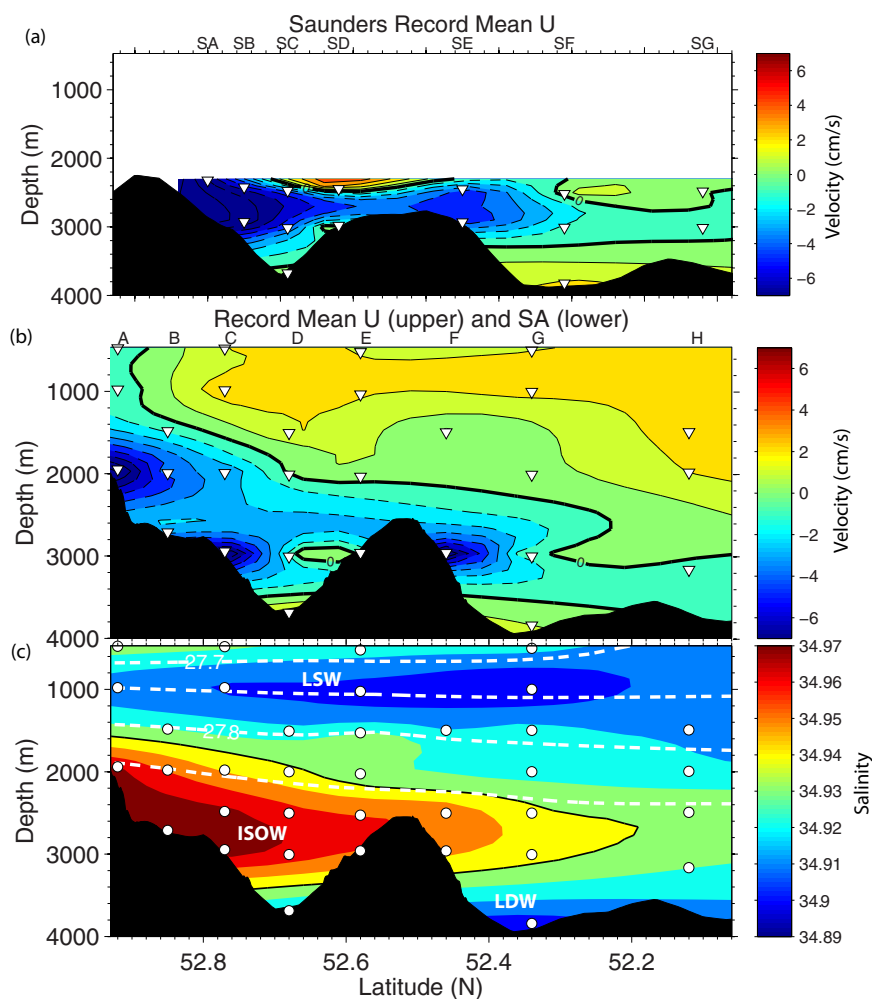 (a)
Saunders Record Mean U
SA SB SC SD SE SF SG
Depth (m)
1000
2000
3000
4000
0
0
6
4
2
0
−2
−4
−6
Velocity (cm/s)
(b)
Record Mean U (upper) and SA (lower)
A B C D E F G H
Depth (m)
1000
2000
3000
4000
0
0
6
4
2
0
−2
−4
−6
Velocity (cm/s)
(c)
27.7
LSW
27.8
ISOW
LDW
Depth (m)
1000
2000
3000
4000
34.97
34.96
34.95
34.94
34.93
34.92
34.91
34.9
34.89
Salinity
52.8 52.6 52.4 52.2
Latitude (N)